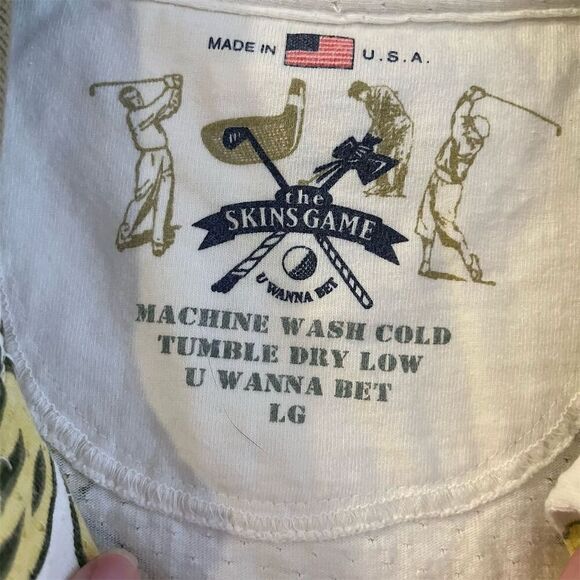 MADE IN U.S.A.
the
SKINS GAME
U WANNA BET
MACHINE WASH COLD
TUMBLE DRY LOW
U WANNA BET
LG